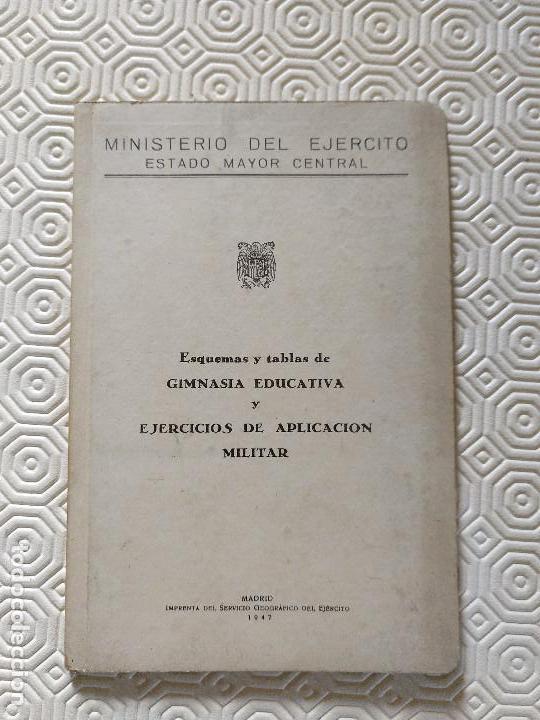 MINISTERIO DEL EJERCITO
ESTADO MAYOR CENTRAL
Esquemas y tablas de
GIMNASIA EDUCATIVA
y
EJERCICIOS DE APLICACION
MILITAR
MADRID
IMPRENTA DEL SERVICIO GEOGRÁFICO DEL EJÉRCITO
1947
todocoleccion